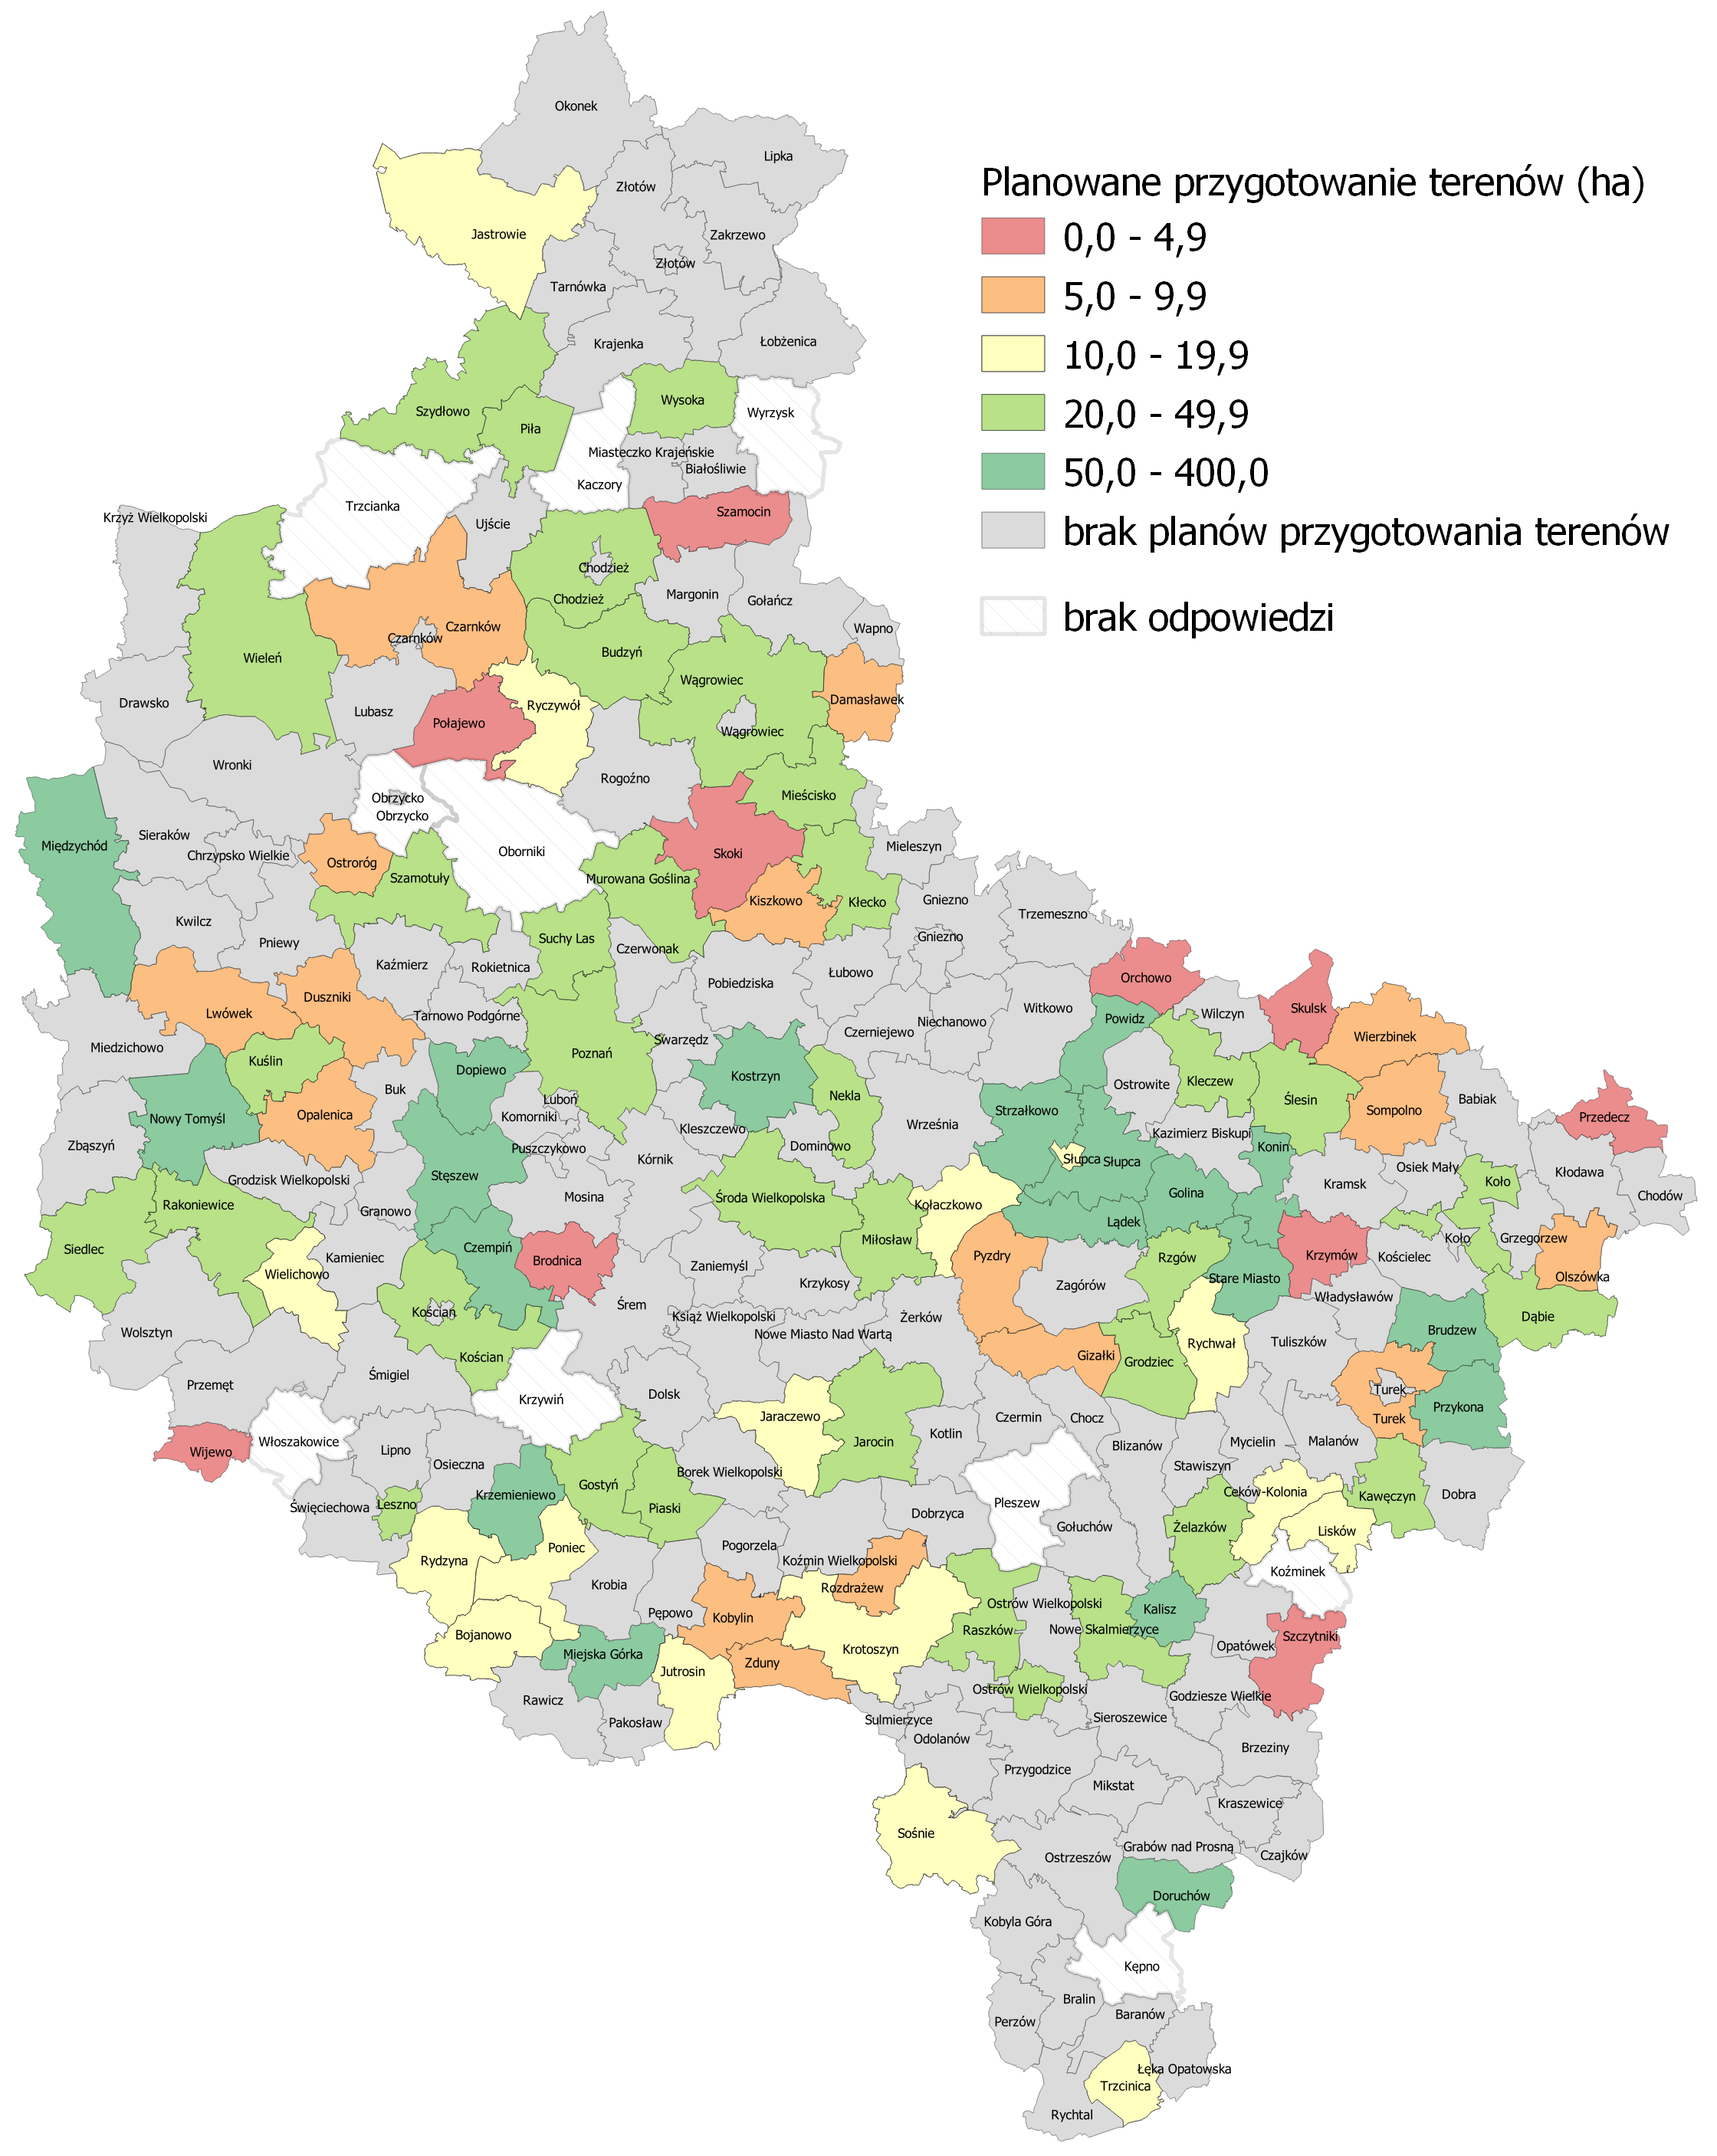 Okonek
Lipka
Planowane przygotowanie terenów (ha)
0,0 - 4,9
5,0 - 9,9
10,0 - 19,9
20,0 - 49,9
50,0 - 400,0
brak planów przygotowania terenów
brak odpowiedzi
Złotów
Jastrowie
Zakrzewo
Złotów
Tarnówka
Krajenka
Łobżenica
Wysoka
Szydłowo
Wyrzysk
Piła
Miasteczko Krajeńskie
Białośliwie
Kaczory
Trzcianka
Szamocin
Krzyż Wielkopolski
Ujście
Chodzież
Margonin
Chodzież
Gołańcz
Czarnków
Wapno
Czarnków
Budzyń
Wieleń
Wągrowiec
Damasławek
Drawsko
Ryczywół
Lubasz
Połajewo
Wągrowiec
Wronki
Rogoźno
Mieścisko
Obrzycko
Obrzycko
Sieraków
Międzychód
Mieleszyn
Oborniki
Skoki
Chrzypsko Wielkie
Ostroróg
Szamotuły
Murowana Goślina
Kiszkowo
Kłecko
Gniezno
Trzemeszno
Kwilcz
Gniezno
Suchy Las
Pniewy
Czerwonak
Kaźmierz
Rokietnica
Łubowo
Orchowo
Pobiedziska
Duszniki
Witkowo
Skulsk
Lwówek
Wilczyn
Tarnowo Podgórne
Powidz
Niechanowo
Czerniejewo
Wierzbinek
Swarzędz
Miedzichowo
Poznań
Kuślin
Dopiewo
Kostrzyn
Kleczew
Ostrowite
Buk
Nekla
Babiak
Luboń
Ślesin
Strzałkowo
Sompolno
Opalenica
Komorniki
Przedecz
Nowy Tomyśl
Września
Kleszczewo
Kazimierz Biskupi
Zbąszyń
Dominowo
Konin
Puszczykowo
Kórnik
Słupca
Słupca
Osiek Mały
Kłodawa
Stęszew
Grodzisk Wielkopolski
Koło
Kramsk
Golina
Chodów
Mosina
Środa Wielkopolska
Rakoniewice
Kołaczkowo
Granowo
Lądek
Miłosław
Koło
Grzegorzew
Czempiń
Siedlec
Pyzdry
Krzymów
Kościelec
Kamieniec
Rzgów
Brodnica
Zaniemyśl
Wielichowo
Stare Miasto
Olszówka
Krzykosy
Zagórów
Władysławów
Śrem
Kościan
Książ Wielkopolski
Żerków
Dąbie
Brudzew
Wolsztyn
Nowe Miasto Nad Wartą
Tuliszków
Rychwał
Kościan
Gizałki
Grodziec
Śmigiel
Przemęt
Turek
Dolsk
Krzywiń
Przykona
Jaraczewo
Czermin
Chocz
Turek
Kotlin
Włoszakowice
Jarocin
Mycielin
Malanów
Blizanów
Wijewo
Lipno
Osieczna
Stawiszyn
Borek Wielkopolski
Gostyń
Ceków-Kolonia
Krzemieniewo
Kawęczyn
Dobra
Pleszew
Święciechowa
Leszno
Piaski
Dobrzyca
Gołuchów
Żelazków
Lisków
Pogorzela
Poniec
Rydzyna
Koźmin Wielkopolski
Koźminek
Krobia
Rozdrażew
Ostrów Wielkopolski
Kalisz
Pępowo
Kobylin
Raszków
Nowe Skalmierzyce
Bojanowo
Szczytniki
Opatówek
Krotoszyn
Miejska Górka
Zduny
Jutrosin
Ostrów Wielkopolski
Godziesze Wielkie
Rawicz
Sulmierzyce
Sieroszewice
Pakosław
Odolanów
Brzeziny
Przygodzice
Mikstat
Kraszewice
Sośnie
Grabów nad Prosną
Ostrzeszów
Czajków
Doruchów
Kobyla Góra
Kępno
Bralin
Baranów
Perzów
Łęka Opatowska
Trzcinica
Rychtal